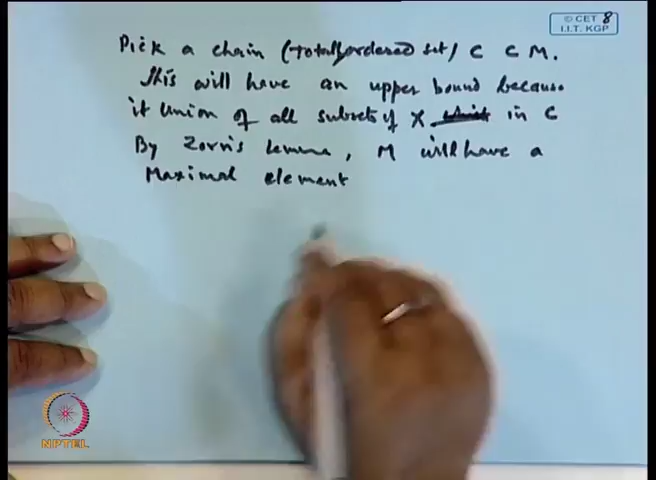 © CET
I.I.T. KGP
8
Pick a chain (totally ordered set) C ⊂ M.
This will have an upper bound because
it Union of all subsets of X in C
By Zorn's Lemma, M will have a
Maximal element
NPTEL